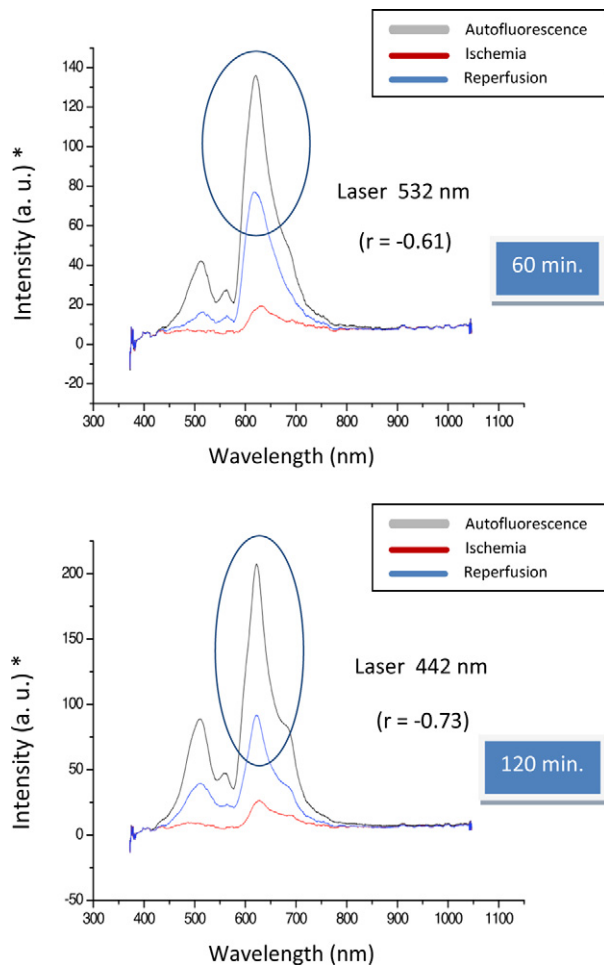 Autofluorescence
Ischemia
Reperfusion
140
120
100
80
60
40
20
0
-20
Intensity (a. u.) *
Laser 532 nm
(r = -0.61)
60 min.
300 400 500 600 700 800 900 1000 1100
Wavelength (nm)
Autofluorescence
Ischemia
Reperfusion
200
150
100
50
0
-50
Intensity (a. u.) *
Laser 442 nm
(r = -0.73)
120 min.
300 400 500 600 700 800 900 1000 1100
Wavelength (nm)